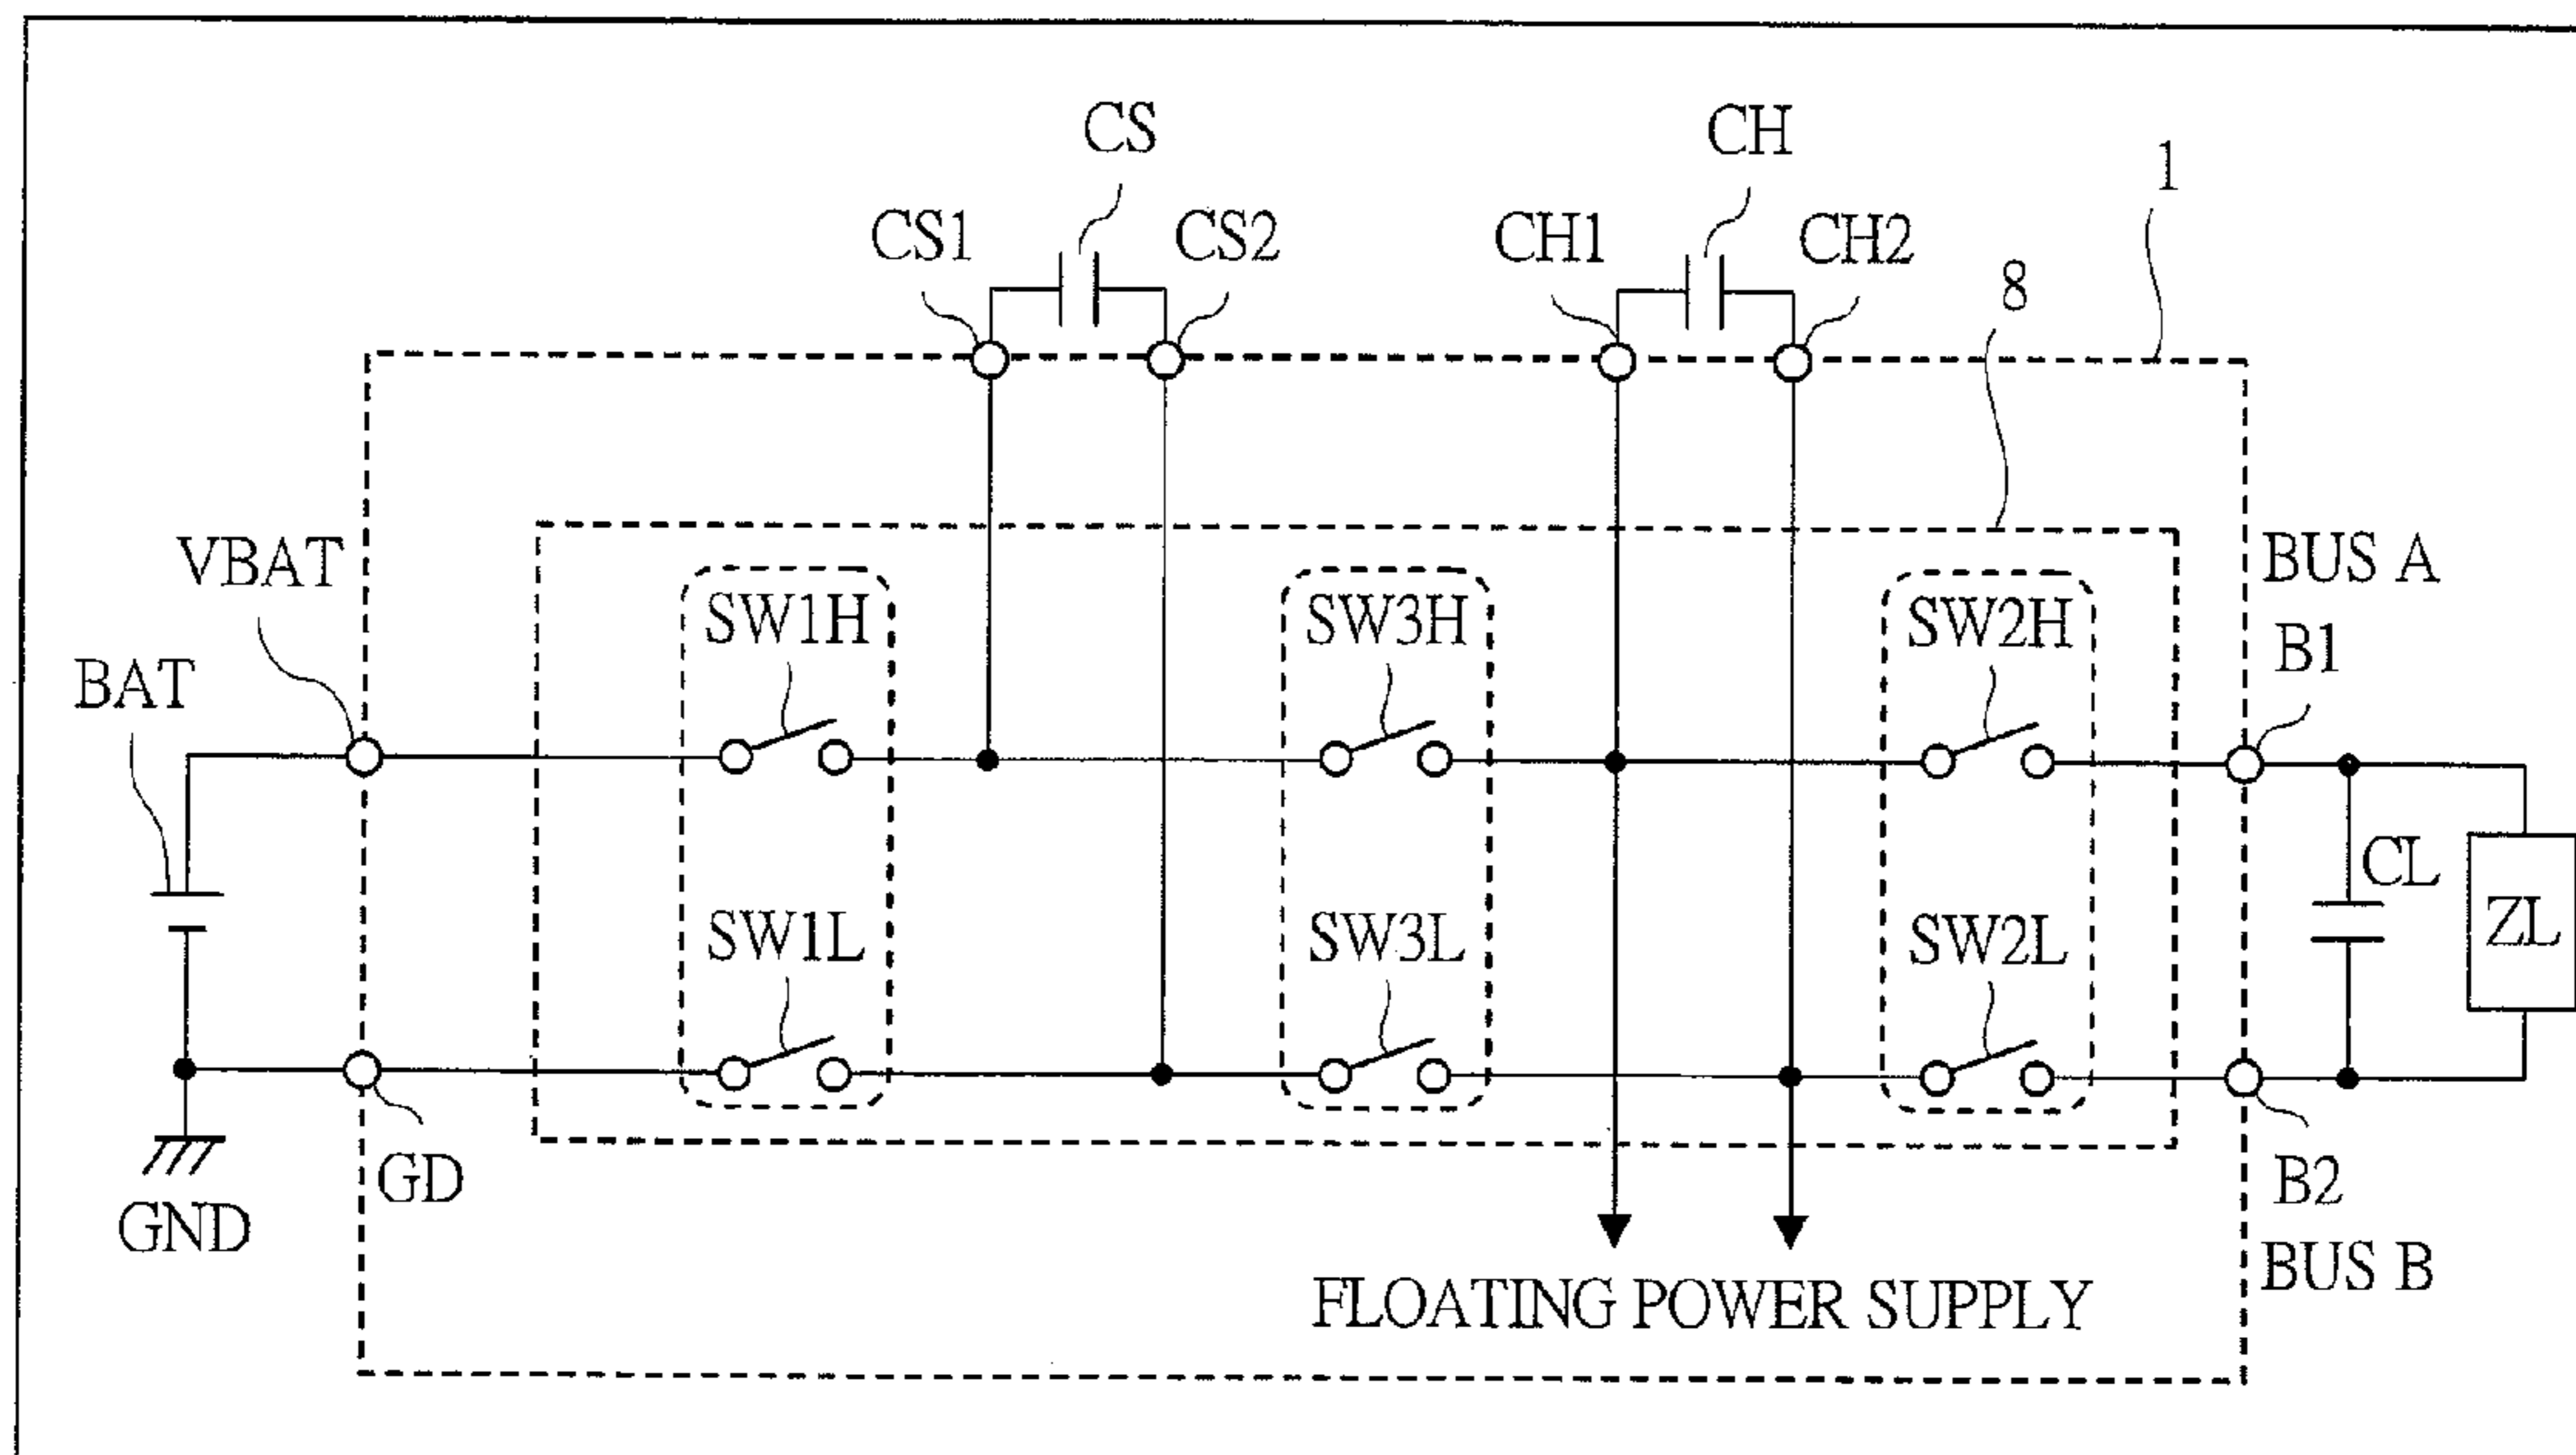 CS
CH
1
CS1
CS2
CH1
CH2
8
VBAT
BUS A
SW1H
SW3H
SW2H
B1
BAT
CL
ZL
SW1L
SW3L
SW2L
GD
B2
GND
BUS B
FLOATING POWER SUPPLY